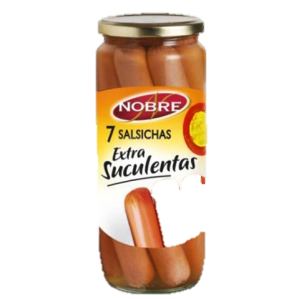 NOBRE
7 SALSICHAS
Extra
Suculentas